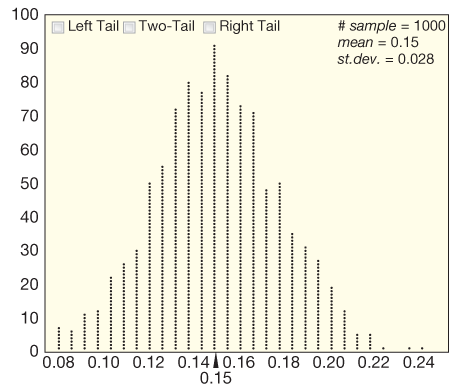 Left Tail Two-Tail Right Tail
# sample = 1000
mean = 0.15
st.dev. = 0.028
100
90
80
70
60
50
40
30
20
10
0
0.08 0.10 0.12 0.14 0.16 0.18 0.20 0.22 0.24
0.15